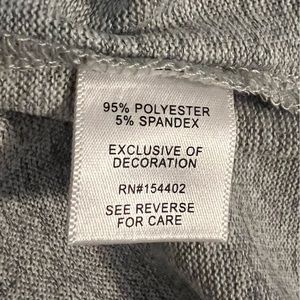 95% POLYESTER
5% SPANDEX
EXCLUSIVE OF
DECORATION
RN#154402
SEE REVERSE
FOR CARE